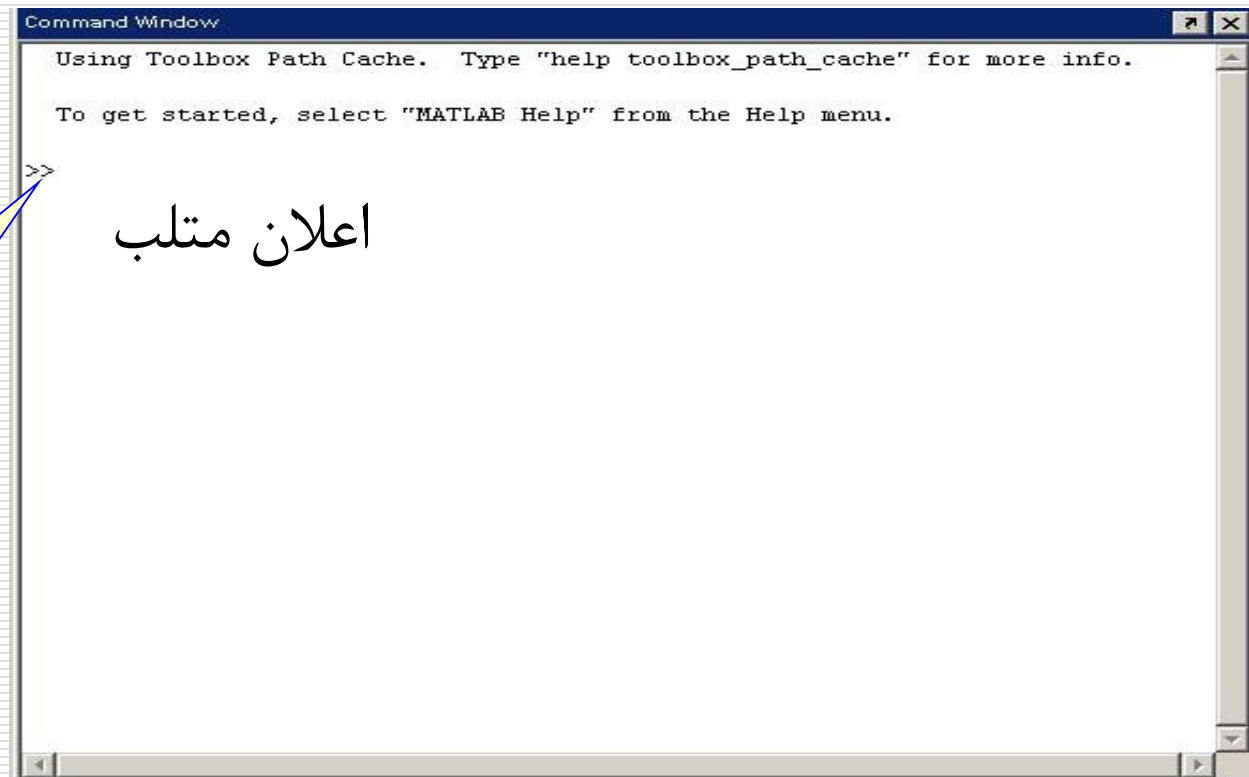 Command Window
Using Toolbox Path Cache.  Type "help toolbox_path_cache" for more info.
To get started, select "MATLAB Help" from the Help menu.
>>
اعلان متلب